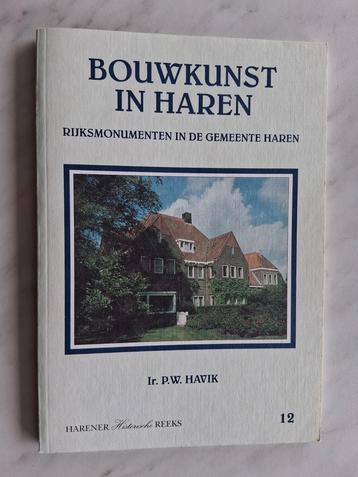 BOUWKUNST
IN HAREN
RIJKSMONUMENTEN IN DE GEMEENTE HAREN
Ir. P.W. HAVIK
HARENER Historische REEKS
12